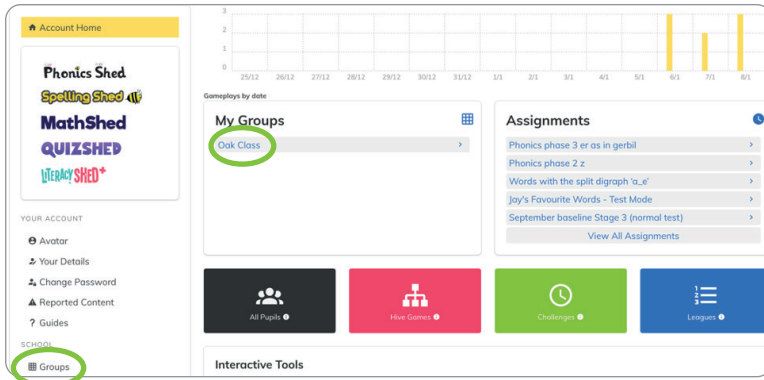 Account Home
Phonics Shed
Spelling Shed
MathShed
QUIZSHED
LITERACY SHED+
YOUR ACCOUNT
Avatar
Your Details
Change Password
Reported Content
? Guides
SCHOOL
Groups
3
2
1
0
25/12 26/12 27/12 28/12 29/12 30/12 31/12 1/1 2/1 3/1 4/1 5/1 6/1 7/1 8/1
Gameplays by date
My Groups
Oak Class
Assignments
Phonics phase 3 er as in gerbil
Phonics phase 2 z
Words with the split digraph 'a_e'
Jay's Favourite Words - Test Mode
September baseline Stage 3 (normal test)
View All Assignments
All Pupils
Hive Games
Challenges
Leagues
Interactive Tools